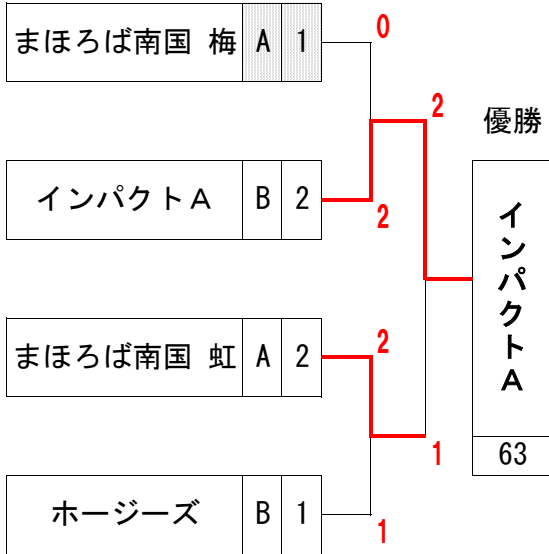 まほろば南国 梅 A 1
0
2
優勝
インパクトA B 2
2
インパクトA
まほろば南国 虹 A 2
2
1
63
ホージーズ B 1
1